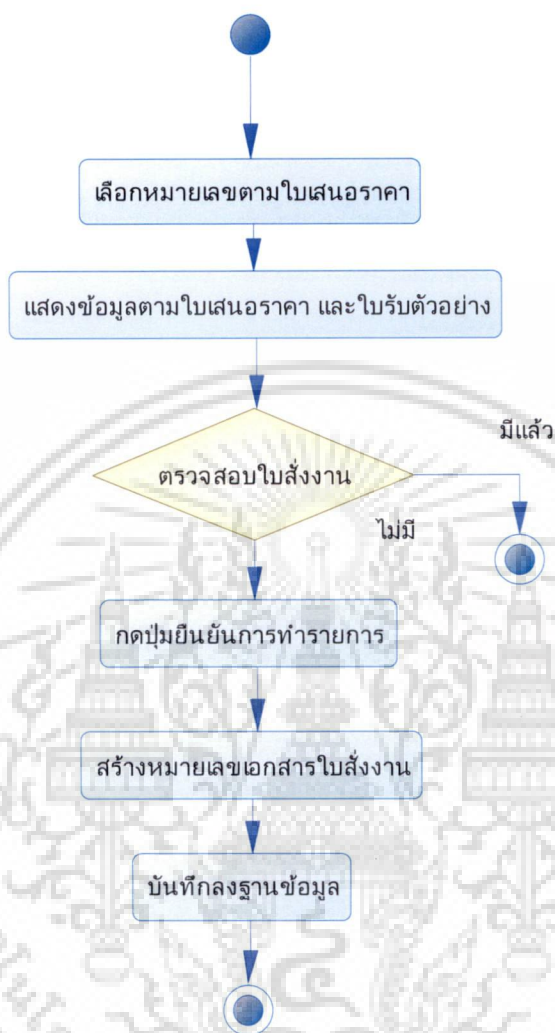 เลือกหมายเลขตามใบเสนอราคา
แสดงข้อมูลตามใบเสนอราคา และใบรับตัวอย่าง
มีแล้ว
ตรวจสอบใบสั่งงาน
ไม่มี
กดปุ่มยืนยันการทำรายการ
สร้างหมายเลขเอกสารใบสั่งงาน
บันทึกลงฐานข้อมูล